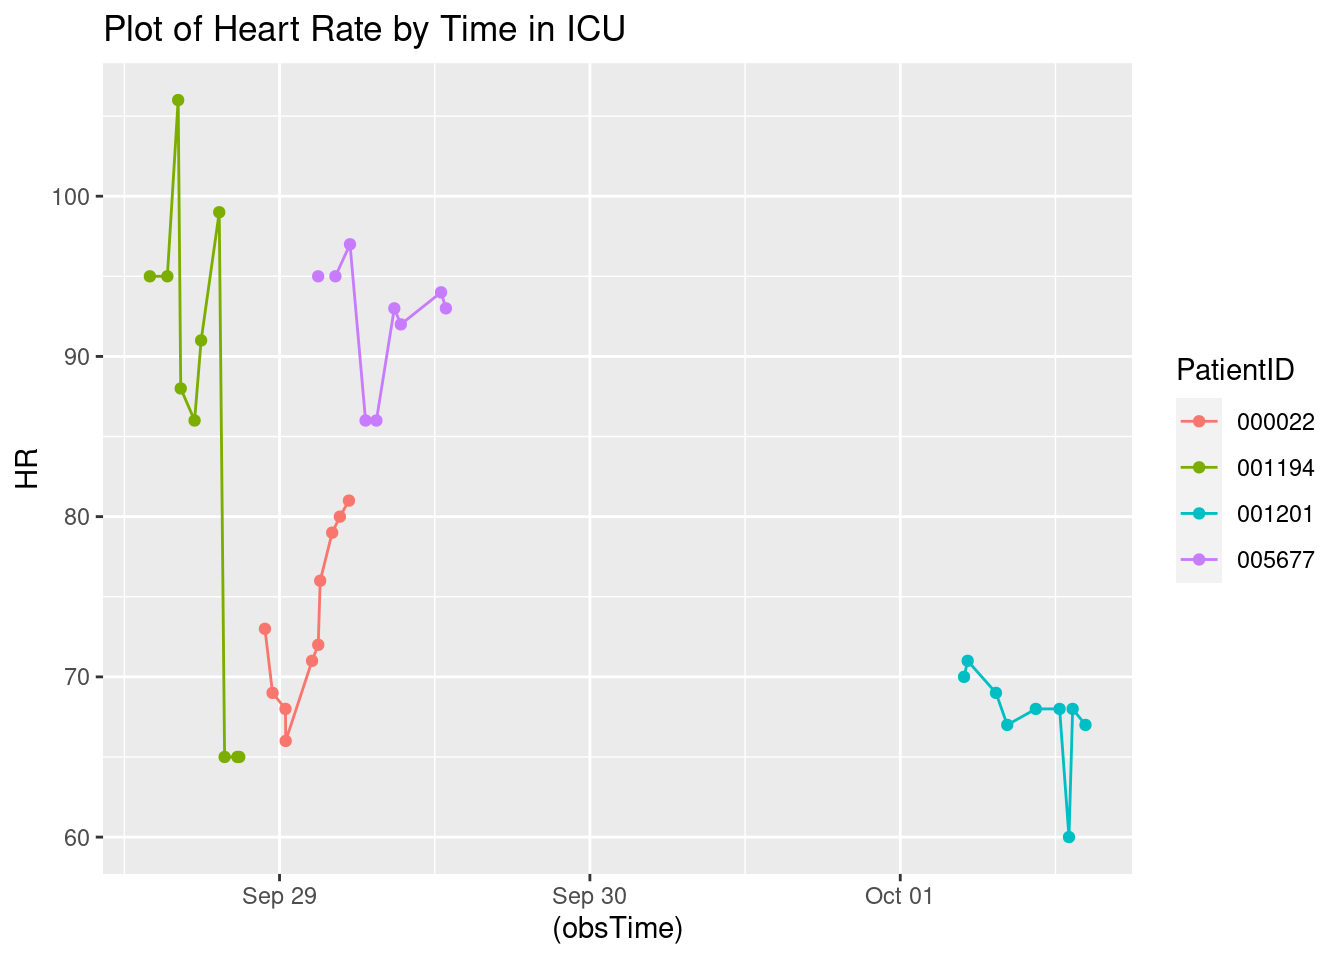 Plot of Heart Rate by Time in ICU
100
90
80
70
60
HR
Sep 29
Sep 30
Oct 01
(obsTime)
PatientID
000022
001194
001201
005677